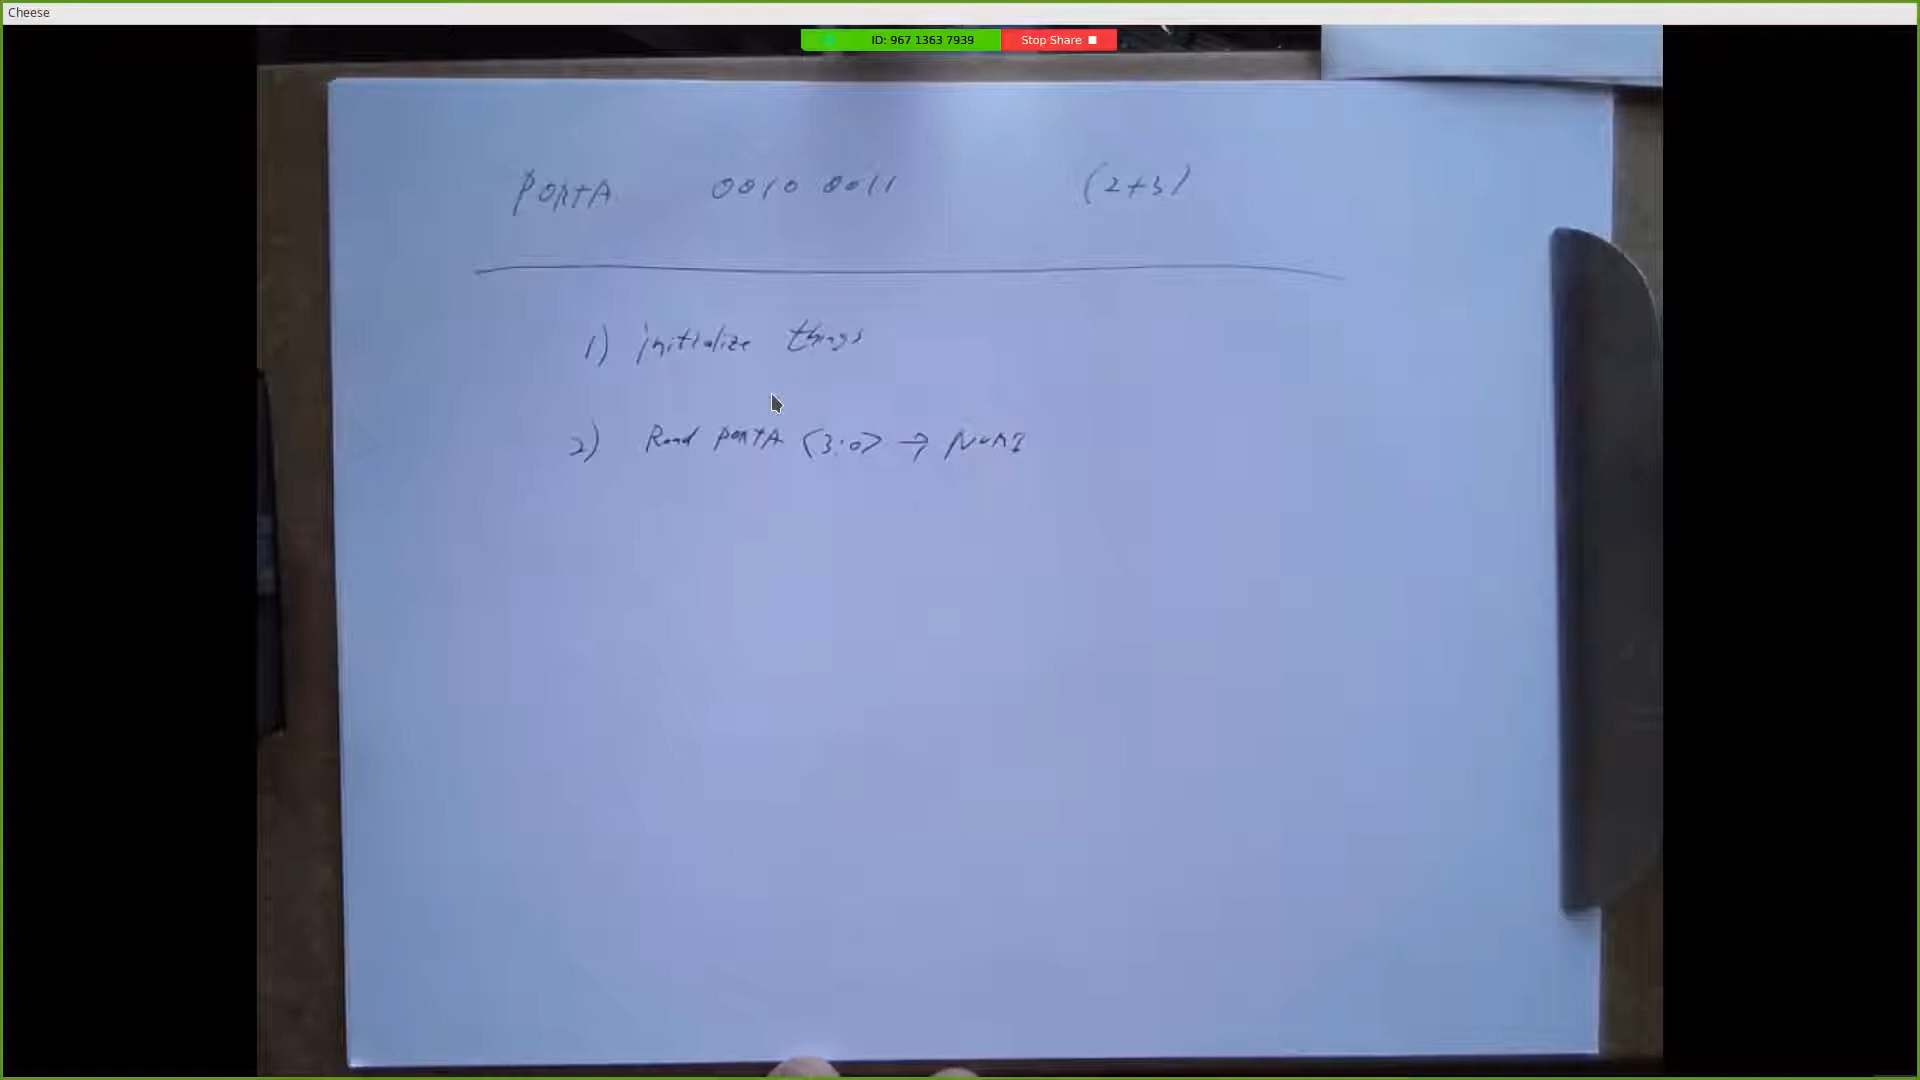 Cheese
ID: 967 1363 7939 Stop Share
PORTA 0010 0011 (2+3)
1) initialize things
2) Read PORTA (3:0) → NUM1